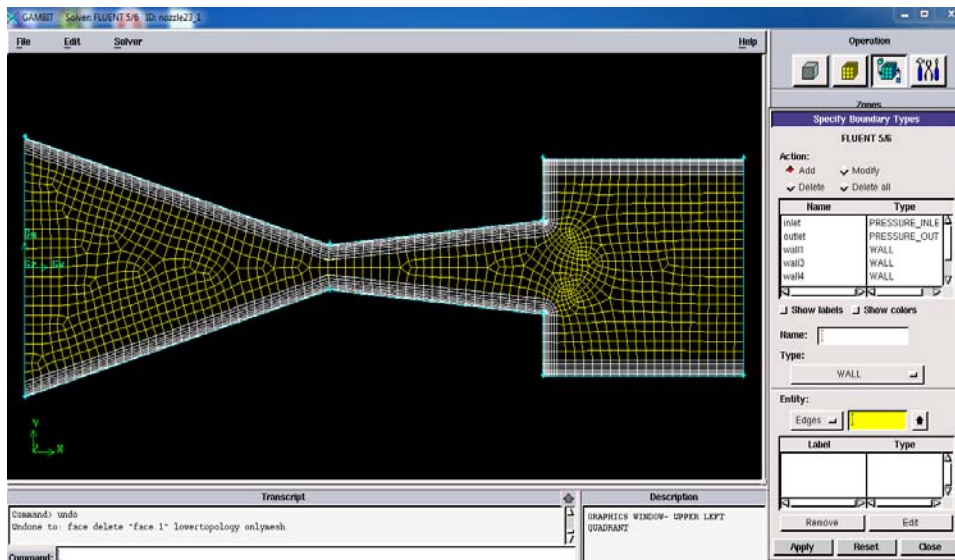 GAMBIT Solver: FLUENT 5/6 ID: nozzle23_1
File Edit Solver Help
Operation
Zones
Specify Boundary Types
FLUENT 5/6
Action:
Add Modify
Delete Delete all
Name Type
inlet PRESSURE_INLE
outlet PRESSURE_OUT
wall1 WALL
wall3 WALL
wall4 WALL
Show labels Show colors
Name:
Type:
WALL
Entity:
Edges
Label Type
Remove Edit
Apply Reset Close
Gy
Gz Gx
Y
Z X
Transcript
Command> undo
Undone to: face delete "face.1" lowertopology onlymesh.
Command:
Description
GRAPHICS WINDOW- UPPER LEFT
QUADRANT